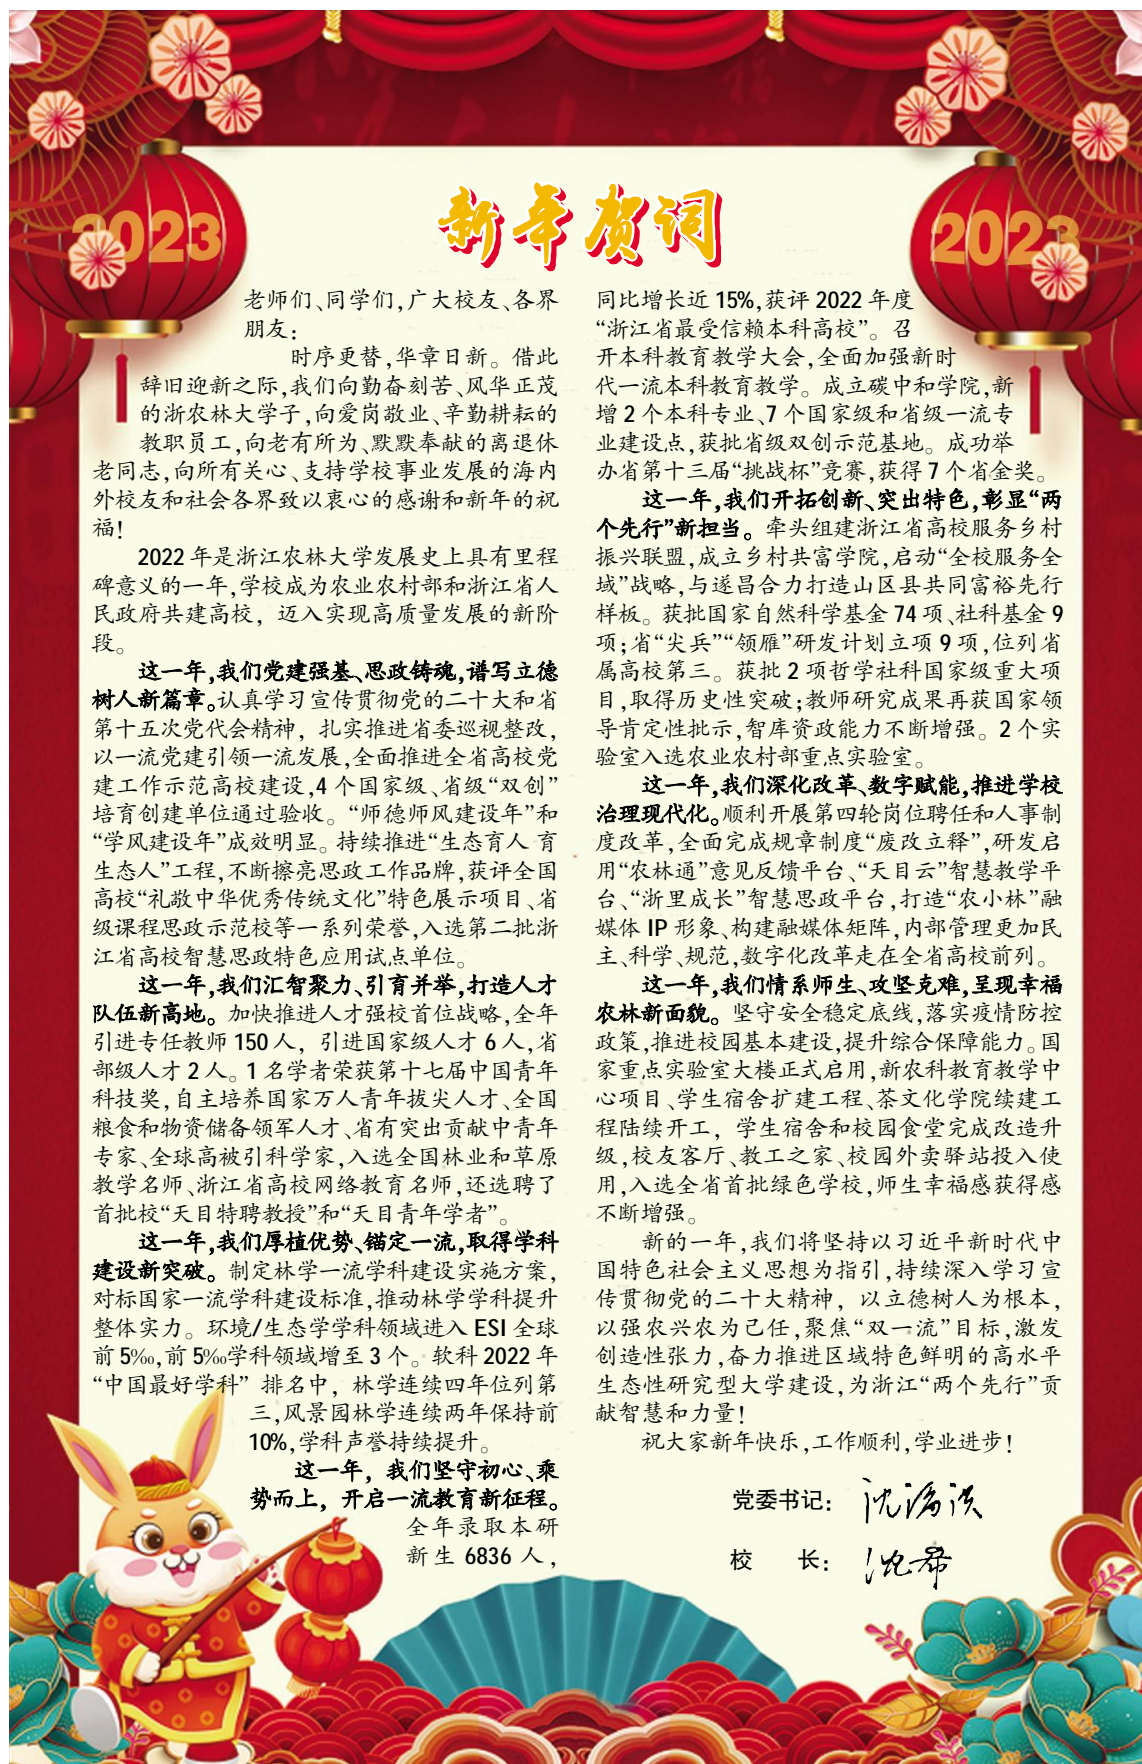 2023
2023
新年贺词
老师们、同学们,广大校友、各界
朋友:
时序更替,华章日新。借此
辞旧迎新之际,我们向勤奋刻苦、风华正茂
的浙农林大学子,向爱岗敬业、辛勤耕耘的
教职员工,向老有所为、默默奉献的离退休
老同志,向所有关心、支持学校事业发展的海内
外校友和社会各界致以衷心的感谢和新年的祝
福!
2022年是浙江农林大学发展史上具有里程
碑意义的一年,学校成为农业农村部和浙江省人
民政府共建高校,迈入实现高质量发展的新阶
段。
这一年,我们党建强基、思政铸魂,谱写立德
树人新篇章。认真学习宣传贯彻党的二十大和省
第十五次党代会精神,扎实推进省委巡视整改,
以一流党建引领一流发展,全面推进全省高校党
建工作示范高校建设,4个国家级、省级“双创”
培育创建单位通过验收。“师德师风建设年”和
“学风建设年”成效明显。持续推进“生态育人 育
生态人”工程,不断擦亮思政工作品牌,获评全国
高校“礼敬中华优秀传统文化”特色展示项目、省
级课程思政示范校等一系列荣誉,入选第二批浙
江省高校智慧思政特色应用试点单位。
这一年,我们汇智聚力、引育并举,打造人才
队伍新高地。加快推进人才强校首位战略,全年
引进专任教师150人,引进国家级人才6人,省
部级人才2人。1名学者荣获第十七届中国青年
科技奖,自主培养国家万人青年拔尖人才、全国
粮食和物资储备领军人才、省有突出贡献中青年
专家、全球高被引科学家,入选全国林业和草原
教学名师、浙江省高校网络教育名师,还选聘了
首批校“天目特聘教授”和“天目青年学者”。
这一年,我们厚植优势、锚定一流,取得学科
建设新突破。制定林学一流学科建设实施方案,
对标国家一流学科建设标准,推动林学学科提升
整体实力。环境/生态学学科领域进入ESI全球
前5‰,前5‰学科领域增至3个。软科2022年
“中国最好学科”排名中,林学连续四年位列第
三,风景园林学连续两年保持前
10%,学科声誉持续提升。
这一年,我们坚守初心、乘
势而上,开启一流教育新征程。
全年录取本研
新生6836人,
同比增长近15%,获评2022年度
“浙江省最受信赖本科高校”。召
开本科教育教学大会,全面加强新时
代一流本科教育教学。成立碳中和学院,新
增2个本科专业、7个国家级和省级一流专
业建设点,获批省级双创示范基地。成功举
办省第十三届“挑战杯”竞赛,获得7个省金奖。
这一年,我们开拓创新、突出特色,彰显“两
个先行”新担当。牵头组建浙江省高校服务乡村
振兴联盟,成立乡村共富学院,启动“全校服务全
域”战略,与遂昌合力打造山区县共同富裕先行
样板。获批国家自然科学基金74项、社科基金9
项;省“尖兵”“领雁”研发计划立项9项,位列省
属高校第三。获批2项哲学社科国家级重大项
目,取得历史性突破;教师研究成果再获国家领
导肯定性批示,智库资政能力不断增强。2个实
验室入选农业农村部重点实验室。
这一年,我们深化改革、数字赋能,推进学校
治理现代化。顺利开展第四轮岗位聘任和人事制
度改革,全面完成规章制度“废改立释”,研发启
用“农林通”意见反馈平台、“天目云”智慧教学平
台、“浙里成长”智慧思政平台,打造“农小林”融
媒体IP形象、构建融媒体矩阵,内部管理更加民
主、科学、规范,数字化改革走在全省高校前列。
这一年,我们情系师生、攻坚克难,呈现幸福
农林新面貌。坚守安全稳定底线,落实疫情防控
政策,推进校园基本建设,提升综合保障能力。国
家重点实验室大楼正式启用,新农科教育教学中
心项目、学生宿舍扩建工程、茶文化学院续建工
程陆续开工,学生宿舍和校园食堂完成改造升
级,校友客厅、教工之家、校园外卖驿站投入使
用,入选全省首批绿色学校,师生幸福感获得感
不断增强。
新的一年,我们将坚持以习近平新时代中
国特色社会主义思想为指引,持续深入学习宣
传贯彻党的二十大精神,以立德树人为根本,
以强农兴农为己任,聚焦“双一流”目标,激发
创造性张力,奋力推进区域特色鲜明的高水平
生态性研究型大学建设,为浙江“两个先行”贡
献智慧和力量!
祝大家新年快乐,工作顺利,学业进步!
党委书记: 沈满洪
校 长: 沈希